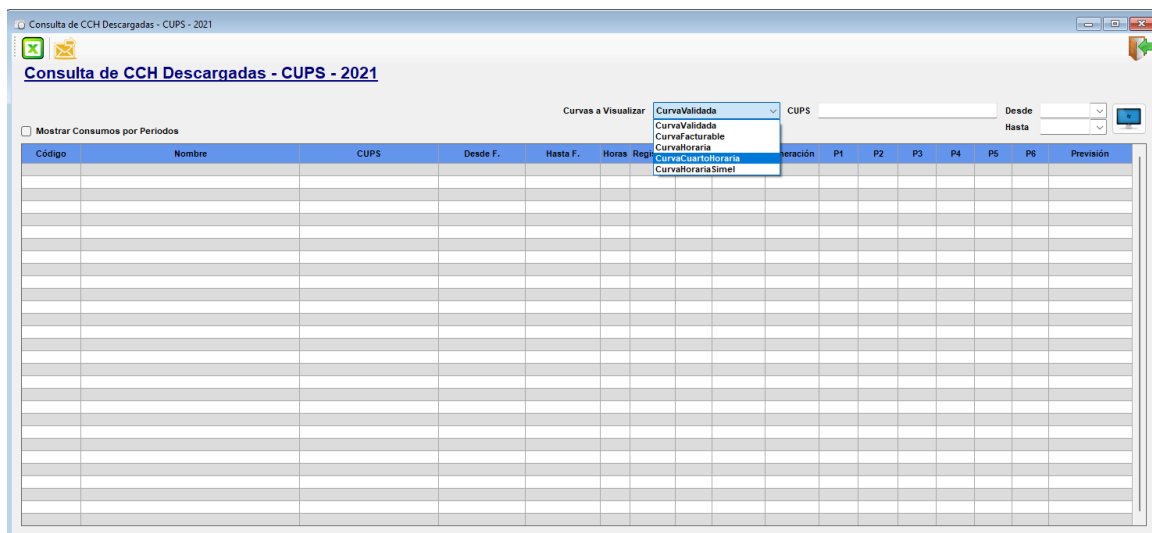 Consulta de CCH Descargadas - CUPS - 2021
Consulta de CCH Descargadas - CUPS - 2021
Curvas a Visualizar CurvaValidada CUPS Desde
Hasta
Mostrar Consumos por Periodos
CurvaValidada
CurvaFacturable
CurvaHoraria
CurvaCuartoHoraria
CurvaHorariaSimel
Código Nombre CUPS Desde F. Hasta F. Horas P1 P2 P3 P4 P5 P6 Previsión